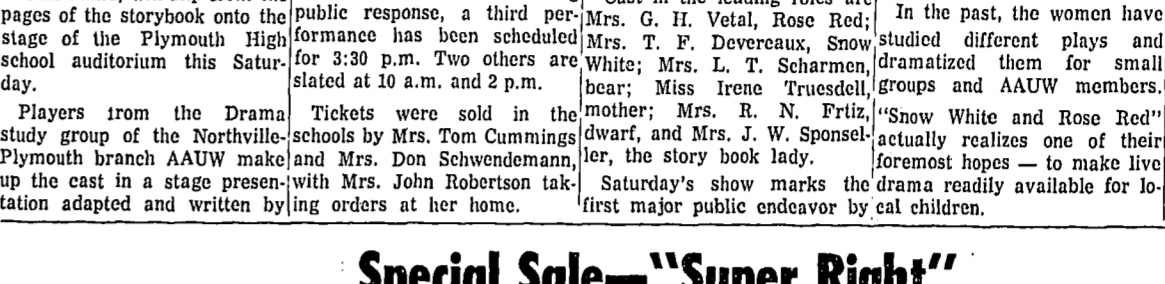 pages of the storybook onto the
stage of the Plymouth High
school auditorium this Satur-
day.
Players from the Drama
study group of the Northville-
Plymouth branch AAUW make
up the cast in a stage presen-
tation adapted and written by
public response, a third per-
formance has been scheduled
for 3:30 p.m. Two others are
slated at 10 a.m. and 2 p.m.
Tickets were sold in the
schools by Mrs. Tom Cummings
and Mrs. Don Schwendemann,
with Mrs. John Robertson tak-
ing orders at her home.
Cast in the leading roles are
Mrs. G. H. Vetal, Rose Red;
Mrs. T. F. Devereaux, Snow
White; Mrs. L. T. Scharmen,
bear; Miss Irene Truesdell,
mother; Mrs. R. N. Frtiz,
dwarf, and Mrs. J. W. Sponsel-
ler, the story book lady.
Saturday's show marks the
first major public endeavor by
In the past, the women have
studied different plays and
dramatized them for small
groups and AAUW members.
"Snow White and Rose Red"
actually realizes one of their
foremost hopes — to make live
drama readily available for lo-
cal children.
Special Sale—"Super Right"